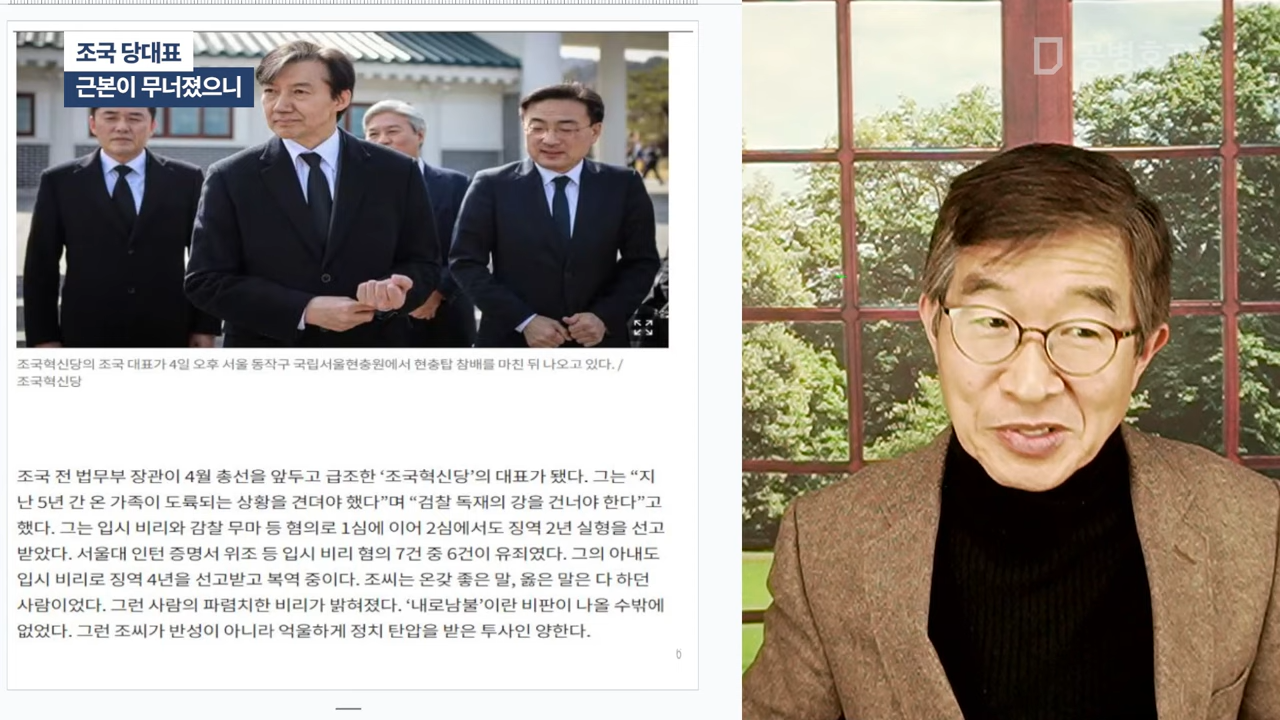 조국 당대표
근본이 무너졌으니
공병호
조국혁신당의 조국 대표가 4일 오후 서울 동작구 국립서울현충원에서 현충탑 참배를 마친 뒤 나오고 있다. /
조국혁신당
조국 전 법무부 장관이 4월 총선을 앞두고 급조한 ‘조국혁신당’의 대표가 됐다. 그는 “지
난 5년 간 온 가족이 도륙되는 상황을 견뎌야 했다”며 “검찰 독재의 강을 건너야 한다”고
했다. 그는 입시 비리와 감찰 무마 등 혐의로 1심에 이어 2심에서도 징역 2년 실형을 선고
받았다. 서울대 인턴 증명서 위조 등 입시 비리 혐의 7건 중 6건이 유죄였다. 그의 아내도
입시 비리로 징역 4년을 선고받고 복역 중이다. 조씨는 온갖 좋은 말, 옳은 말은 다 하던
사람이었다. 그런 사람의 파렴치한 비리가 밝혀졌다. ‘내로남불’이란 비판이 나올 수밖에
없었다. 그런 조씨가 반성이 아니라 억울하게 정치 탄압을 받은 투사인 양한다.